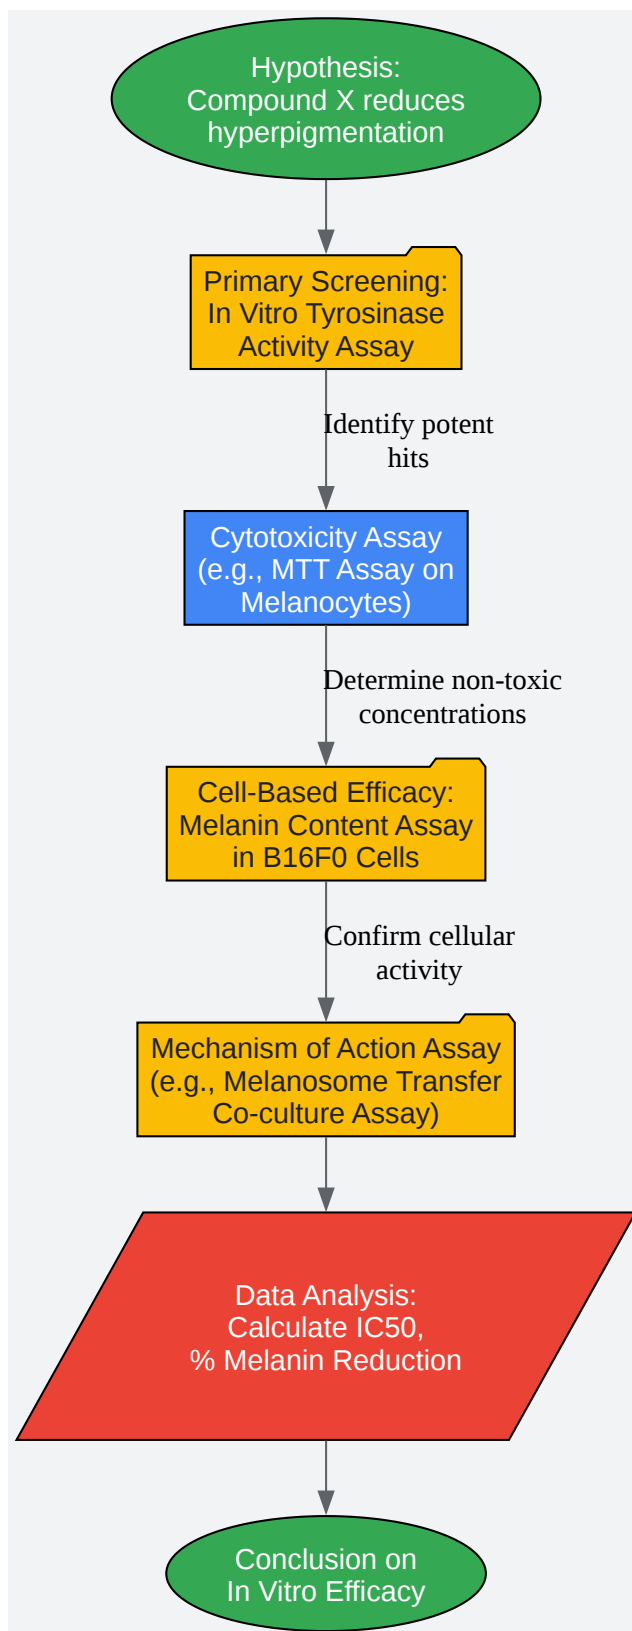 Hypothesis:
Compound X reduces
hyperpigmentation
Primary Screening:
In Vitro Tyrosinase
Activity Assay
Identify potent
hits
Cytotoxicity Assay
(e.g., MTT Assay on
Melanocytes)
Determine non-toxic
concentrations
Cell-Based Efficacy:
Melanin Content Assay
in B16F0 Cells
Confirm cellular
activity
Mechanism of Action Assay
(e.g., Melanosome Transfer
Co-culture Assay)
Data Analysis:
Calculate IC50,
% Melanin Reduction
Conclusion on
In Vitro Efficacy